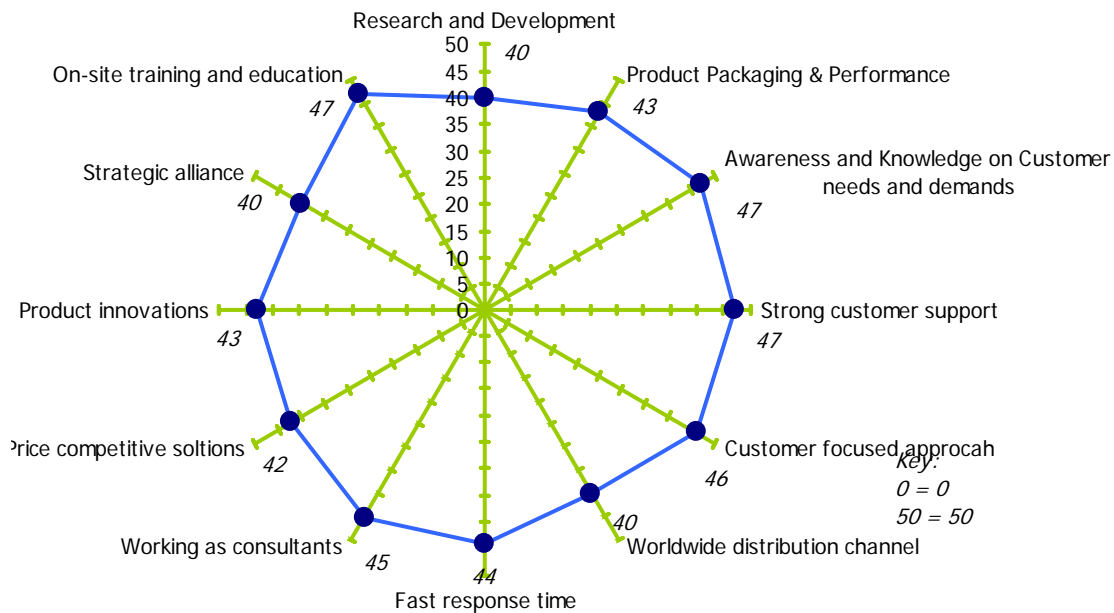 Research and Development
50
40
45
On-site training and education
Product Packaging & Performance
47
40
43
35
Awareness and Knowledge on Customer
needs and demands
30
Strategic alliance
25
40
47
20
15
10
5
0
Product innovations
Strong customer support
43
47
Price competitive soltions
Customer focused approcah
42
46
Key:
0 = 0
50 = 50
40
Working as consultants
Worldwide distribution channel
45
44
Fast response time